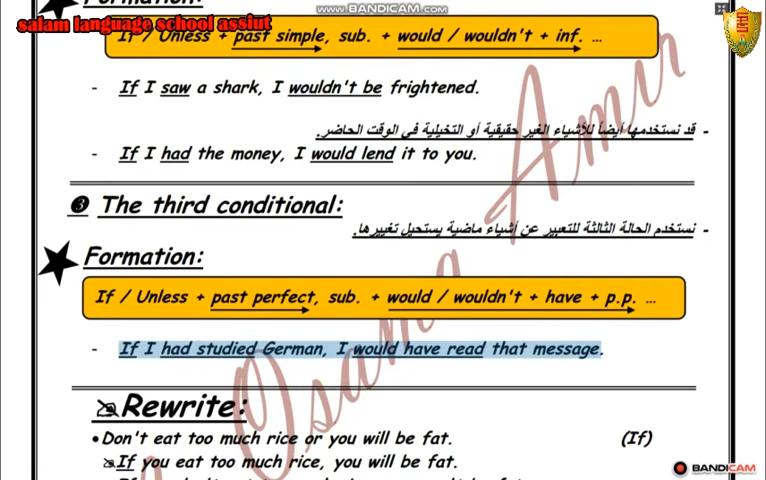 www.BANDICAM.com
Formation:
salam language school assiut
If / Unless + past simple, sub. + would / wouldn't + inf. …
- If I saw a shark, I wouldn't be frightened.
- قد نستخدمها أيضاً للأشياء الغير حقيقية أو التخيلية في الوقت الحاضر.
- If I had the money, I would lend it to you.
❸ The third conditional:
- نستخدم الحالة الثالثة للتعبير عن أشياء ماضية يستحيل تغييرها.
Formation:
If / Unless + past perfect, sub. + would / wouldn't + have + p.p. …
- If I had studied German, I would have read that message.
Rewrite:
•Don't eat too much rice or you will be fat. (If)
If you eat too much rice, you will be fat.
Osama Amir
BANDICAM